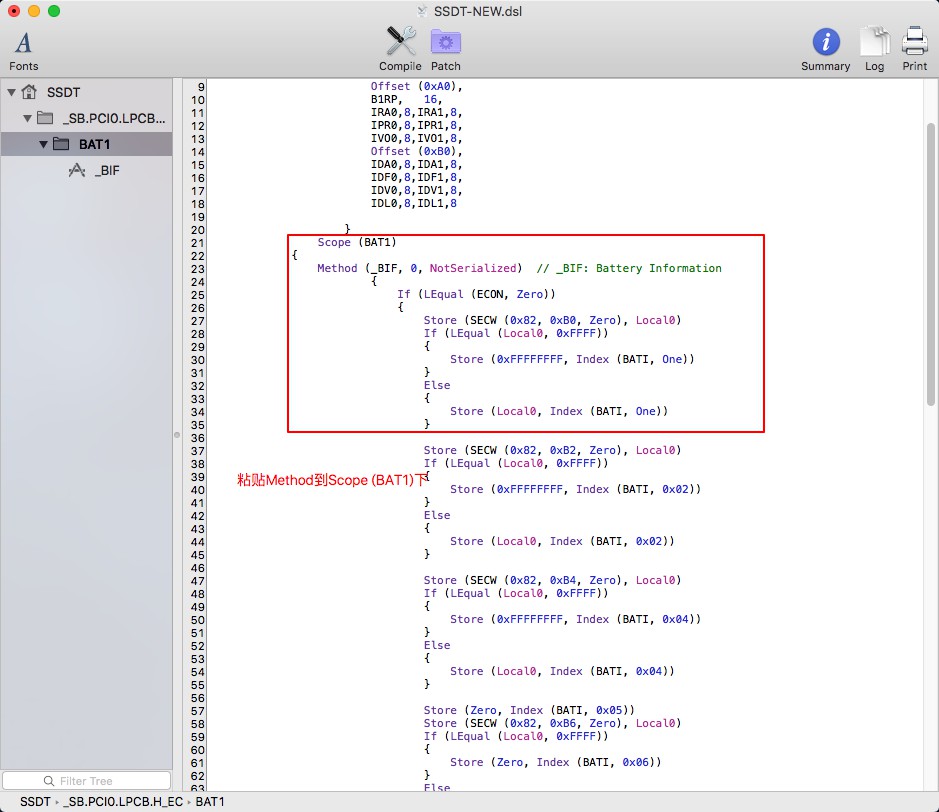 SSDT-NEW.dsl
Fonts
Compile
Patch
Summary
Log
Print
SSDT
_SB.PCI0.LPCB...
BAT1
_BIF
9 Offset (0xA0),
10 B1RP, 16,
11 IRA0,8,IRA1,8,
12 IPR0,8,IPR1,8,
13 IVO0,8,IVO1,8,
14 Offset (0xB0),
15 IDA0,8,IDA1,8,
16 IDF0,8,IDF1,8,
17 IDV0,8,IDV1,8,
18 IDL0,8,IDL1,8
19
20 }
21 Scope (BAT1)
22 {
23 Method (_BIF, 0, NotSerialized) // _BIF: Battery Information
24 {
25 If (LEqual (ECON, Zero))
26 {
27 Store (SECW (0x82, 0xB0, Zero), Local0)
28 If (LEqual (Local0, 0xFFFF))
29 {
30 Store (0xFFFFFFFF, Index (BATI, One))
31 }
32 Else
33 {
34 Store (Local0, Index (BATI, One))
35 }
36
37 Store (SECW (0x82, 0xB2, Zero), Local0)
38 If (LEqual (Local0, 0xFFFF))
39 {
粘贴Method到Scope (BAT1)下
40 Store (0xFFFFFFFF, Index (BATI, 0x02))
41 }
42 Else
43 {
44 Store (Local0, Index (BATI, 0x02))
45 }
46
47 Store (SECW (0x82, 0xB4, Zero), Local0)
48 If (LEqual (Local0, 0xFFFF))
49 {
50 Store (0xFFFFFFFF, Index (BATI, 0x04))
51 }
52 Else
53 {
54 Store (Local0, Index (BATI, 0x04))
55 }
56
57 Store (Zero, Index (BATI, 0x05))
58 Store (SECW (0x82, 0xB6, Zero), Local0)
59 If (LEqual (Local0, 0xFFFF))
60 {
61 Store (Zero, Index (BATI, 0x06))
62 }
63 Else
Filter Tree
SSDT › _SB.PCI0.LPCB.H_EC › BAT1